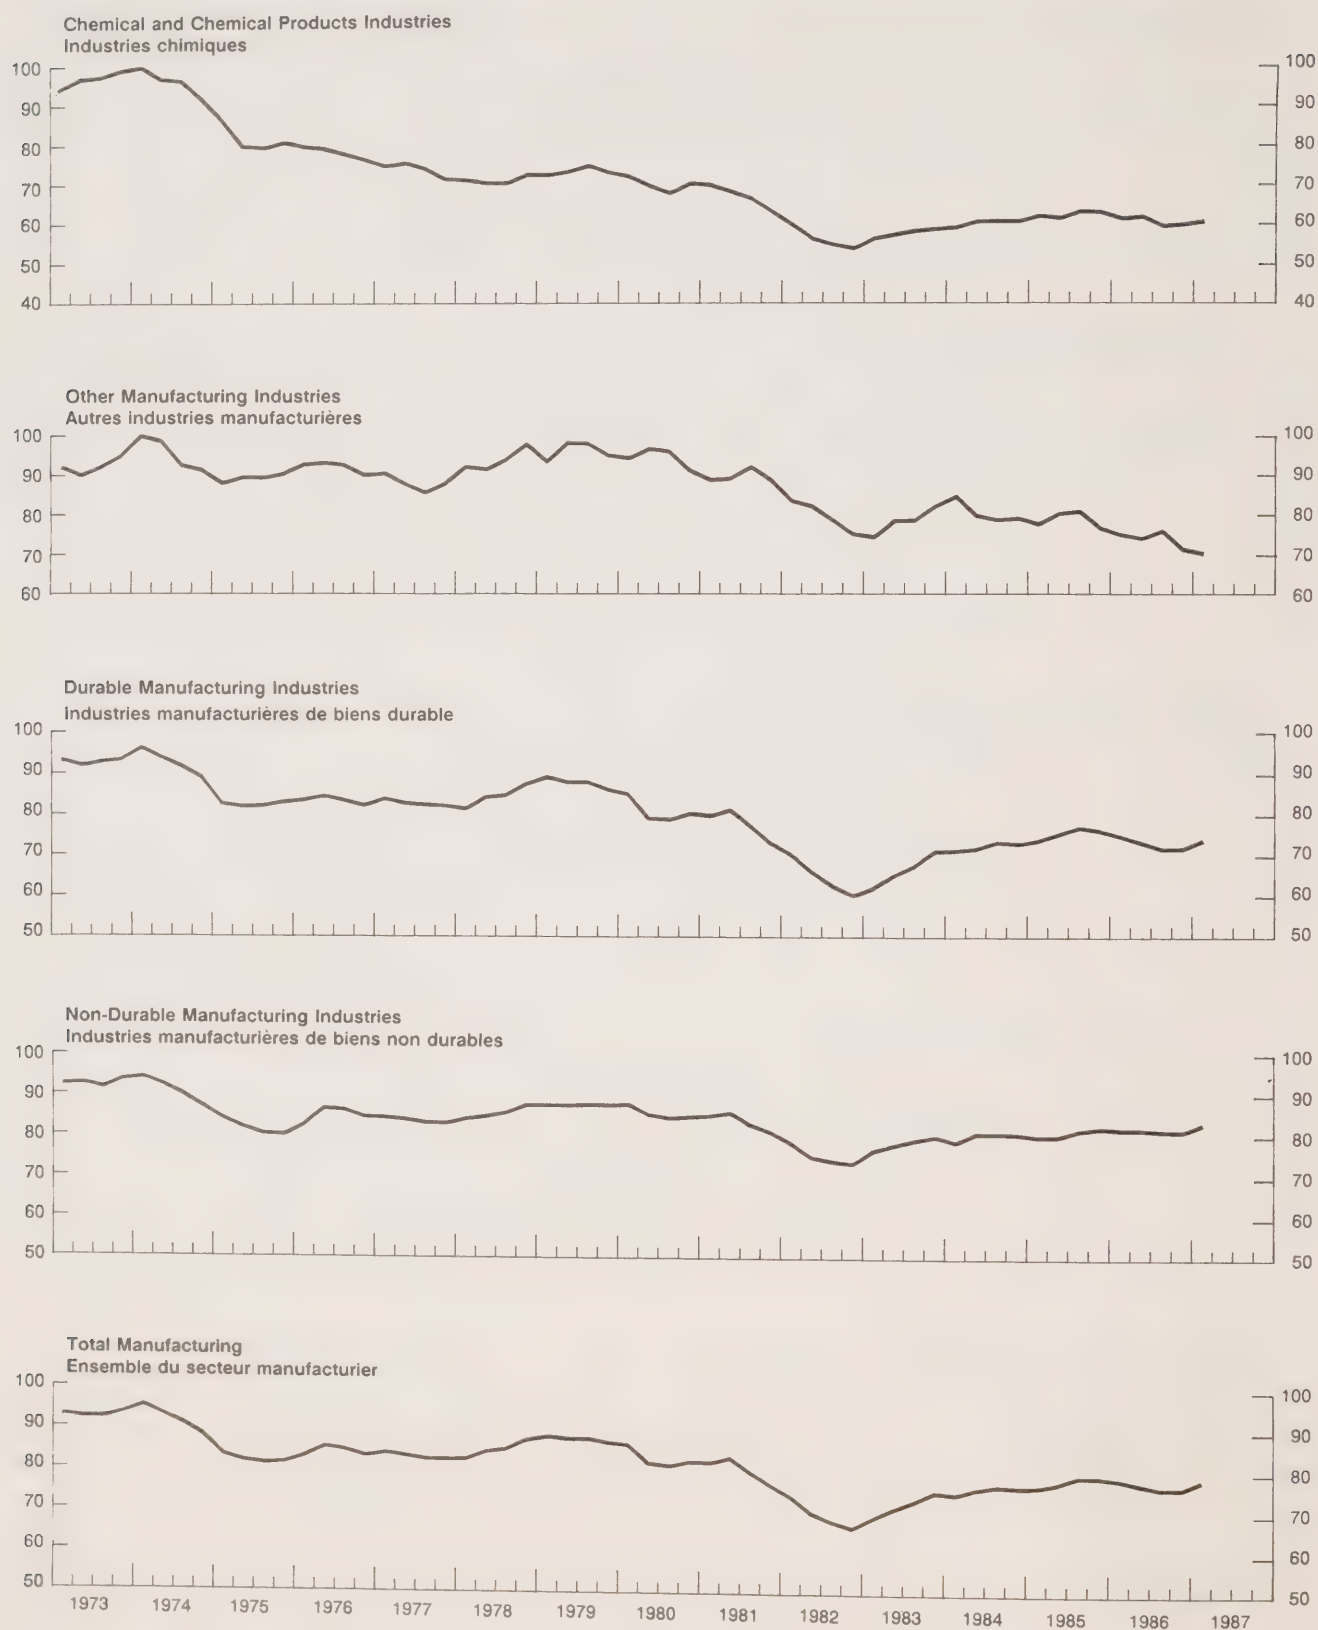 Chemical and Chemical Products Industries
Industries chimiques
100 100
90 90
80 80
70 70
60 60
50 50
40 40
Other Manufacturing Industries
Autres industries manufacturières
100 100
90 90
80 80
70 70
60 60
Durable Manufacturing Industries
Industries manufacturières de biens durable
100 100
90 90
80 80
70 70
60 60
50 50
Non-Durable Manufacturing Industries
Industries manufacturières de biens non durables
100 100
90 90
80 80
70 70
60 60
50 50
Total Manufacturing
Ensemble du secteur manufacturier
100 100
90 90
80 80
70 70
60 60
50 50
1973 1974 1975 1976 1977 1978 1979 1980 1981 1982 1983 1984 1985 1986 1987